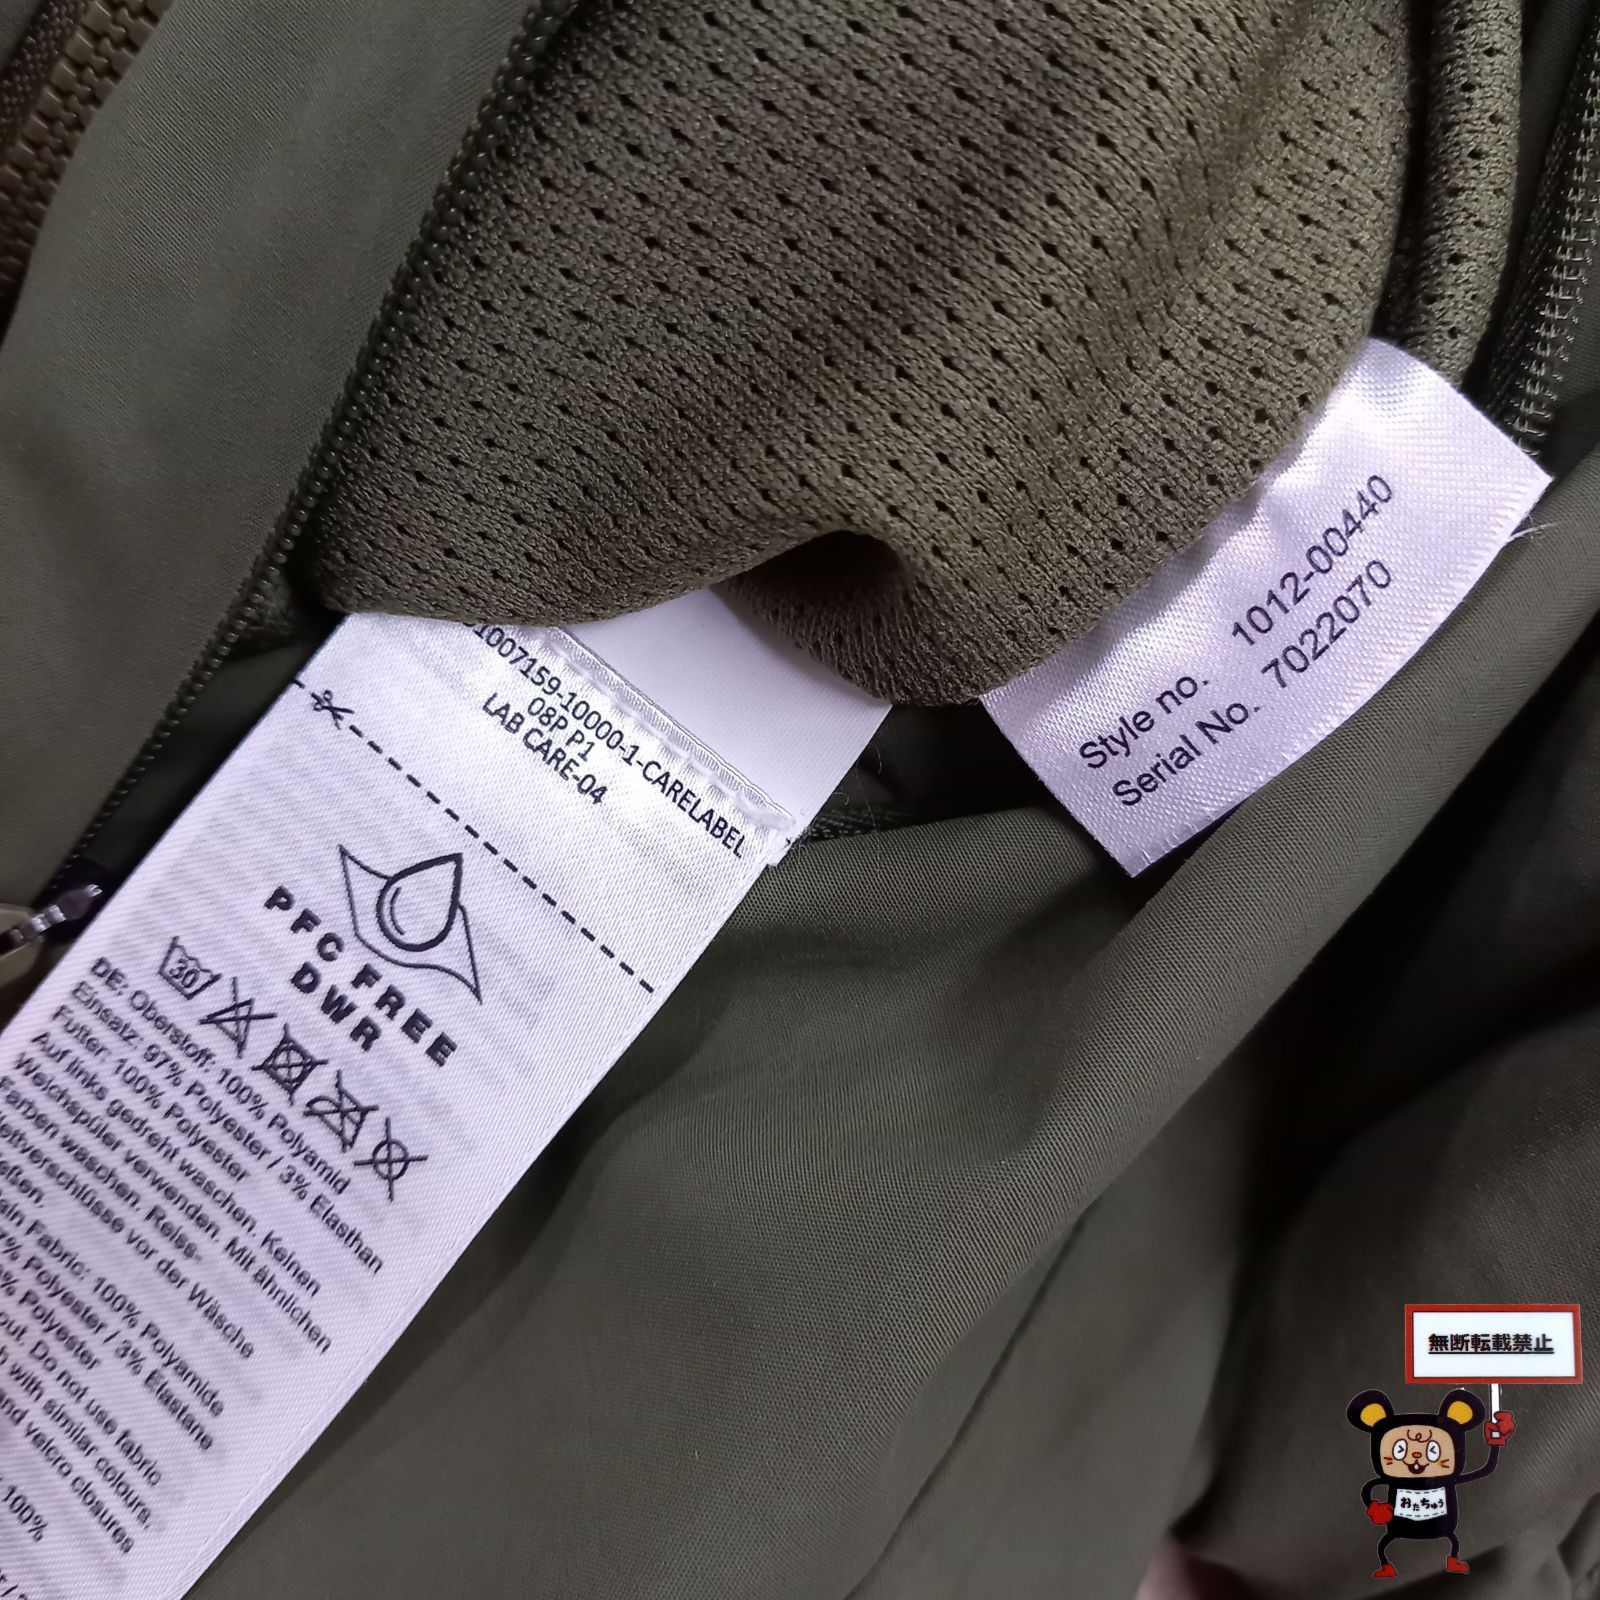 1007159-10000-1-CARELABEL
08P P1
LAB CARE-04
PFC FREE
DWR
30
DE: Oberstoff: 100% Polyamid
Einsatz: 97% Polyester / 3% Elasthan
Futter: 100% Polyester
Auf links gedreht waschen. Keinen
Weichspüler verwenden. Mit ähnlichen
Farben waschen. Reiss-
vor der Wäsche
Fabric: 100% Polyamide
% Polyester / 3% Elastane
% Polyester
out. Do not use fabric
with similar colours.
and velcro closures
100%
Style no. 1012-00440
Serial No. 7022070
無断転載禁止
おたちゅう